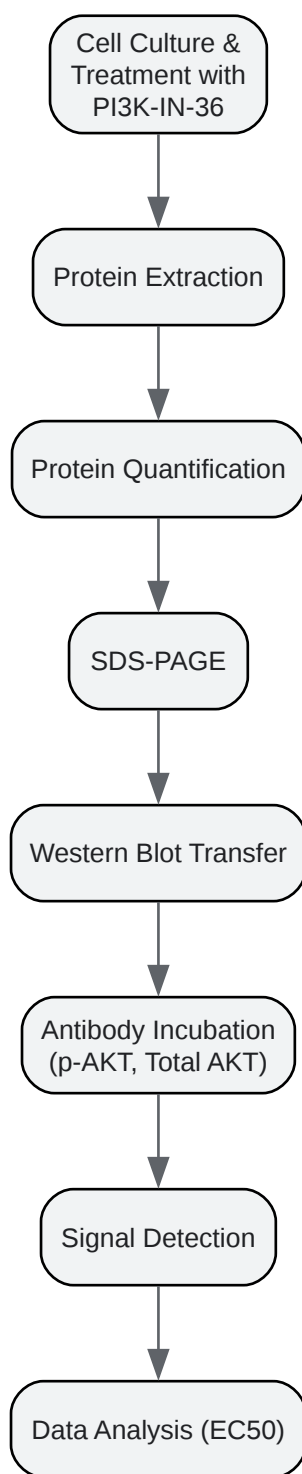 Cell Culture &
Treatment with
PI3K-IN-36
Protein Extraction
Protein Quantification
SDS-PAGE
Western Blot Transfer
Antibody Incubation
(p-AKT, Total AKT)
Signal Detection
Data Analysis (EC50)